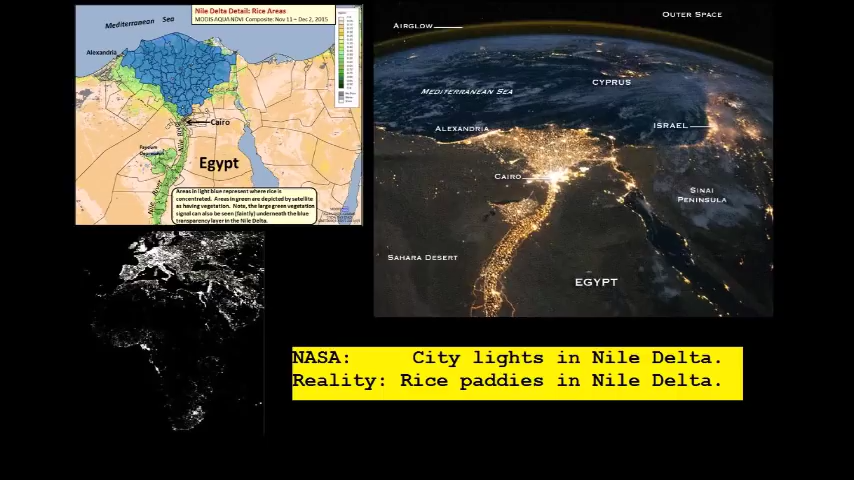 Nile Delta Detail: Rice Areas
MODIS AQUA NDVI Composite: Nov 11 – Dec 2, 2015
Mediterranean Sea
Alexandria
Cairo
Nile River
Fayoum
Depression
Egypt
Areas in light blue represent where rice is
concentrated. Areas in green are depicted by satellite
as having vegetation. Note, the large green vegetation
signal can also be seen (faintly) underneath the blue
transparency layer in the Nile Delta.
AIRGLOW
OUTER SPACE
CYPRUS
MEDITERRANEAN SEA
ALEXANDRIA
ISRAEL
CAIRO
SINAI
PENINSULA
SAHARA DESERT
EGYPT
NASA: City lights in Nile Delta.
Reality: Rice paddies in Nile Delta.